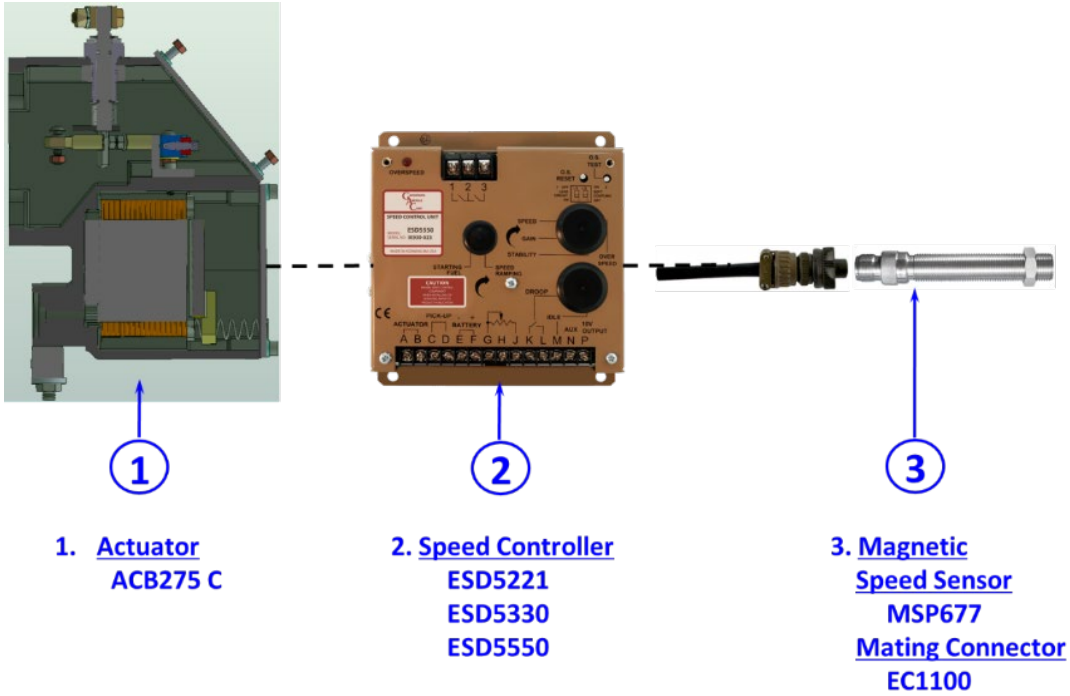 OVERSPEED
1 2 3
O.S. RESET
O.S. TEST
SPEED CONTROL UNIT
ESD5330
SPEED
GAIN
STABILITY
OVER SPEED
STARTING FUEL
SPEED RAMPING
CAUTION
DROOP
IDLE
CE
PICK-UP
- +
10V
ACTUATOR
BATTERY
AUX
OUTPUT
A B C D E F G H J K L M N P
1
2
3
1. Actuator
ACB275 C
2. Speed Controller
ESD5221
ESD5330
ESD5550
3. Magnetic
Speed Sensor
MSP677
Mating Connector
EC1100